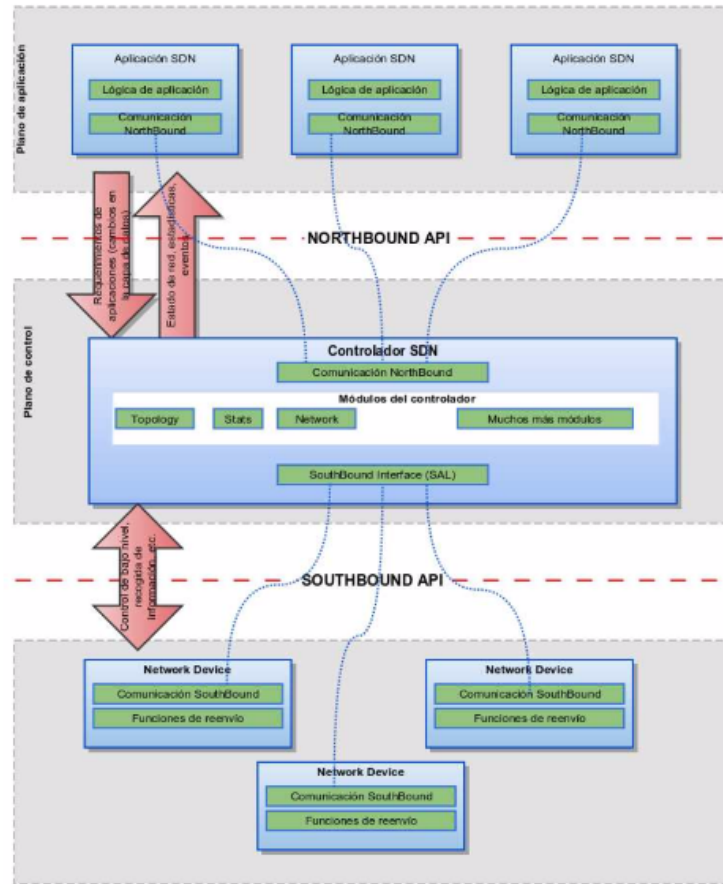 Plano de aplicación
Aplicación SDN
Lógica de aplicación
Comunicación
NorthBound
Aplicación SDN
Lógica de aplicación
Comunicación
NorthBound
Aplicación SDN
Lógica de aplicación
Comunicación
NorthBound
Requerimientos de
aplicaciones (cambios en
la capa de datos)
Estado de red, estadísticas,
eventos
NORTHBOUND API
Plano de control
Controlador SDN
Comunicación NorthBound
Módulos del controlador
Topology
Stats
Network
Muchos más módulos
SouthBound Interface (SAL)
Control de bajo nivel,
recogida de
Información, etc.
SOUTHBOUND API
Network Device
Comunicación SouthBound
Funciones de reenvío
Network Device
Comunicación SouthBound
Funciones de reenvío
Network Device
Comunicación SouthBound
Funciones de reenvío